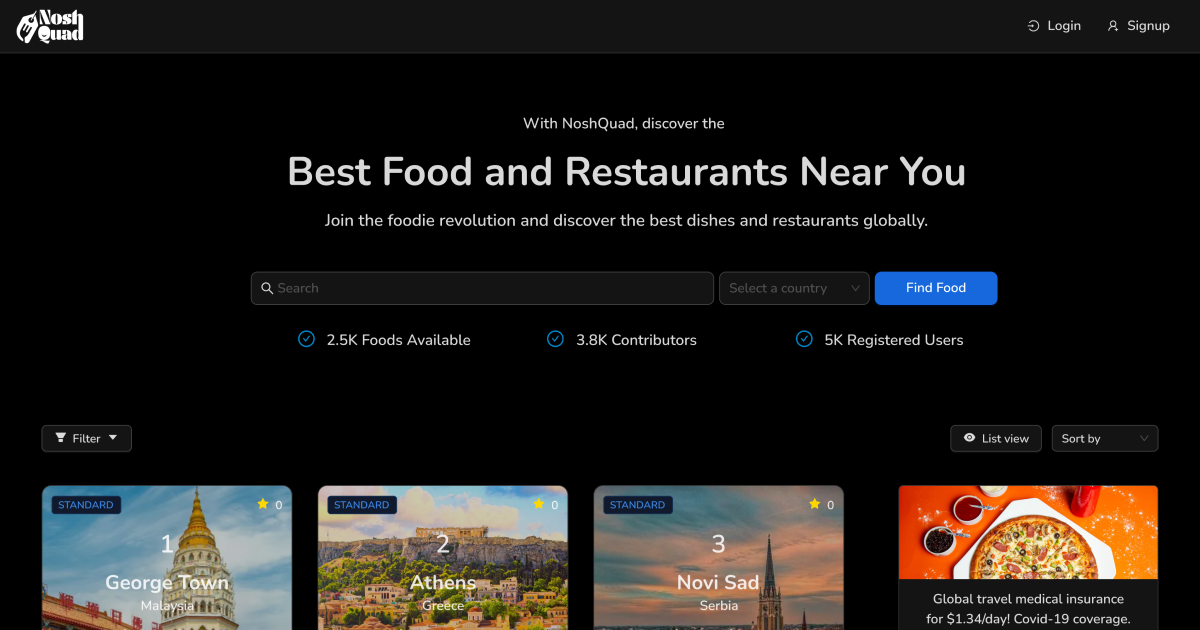 Nosh
Quad
Login
Signup
With NoshQuad, discover the
Best Food and Restaurants Near You
Join the foodie revolution and discover the best dishes and restaurants globally.
Search
Select a country
Find Food
2.5K Foods Available
3.8K Contributors
5K Registered Users
Filter
List view
Sort by
STANDARD
0
1
George Town
Malaysia
STANDARD
0
2
Athens
Greece
STANDARD
0
3
Novi Sad
Serbia
Global travel medical insurance
for $1.34/day! Covid-19 coverage.